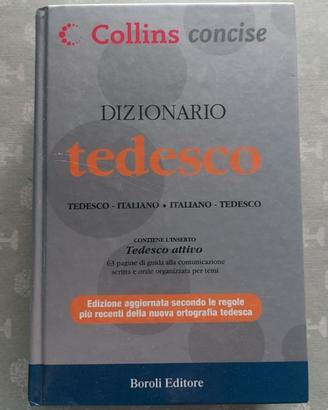 Collins concise
DIZIONARIO
tedesco
TEDESCO - ITALIANO • ITALIANO - TEDESCO
CONTIENE L'INSERTO
Tedesco attivo
63 pagine di guida alla comunicazione
scritta e orale organizzata per temi
Edizione aggiornata secondo le regole
più recenti della nuova ortografia tedesca
Boroli Editore